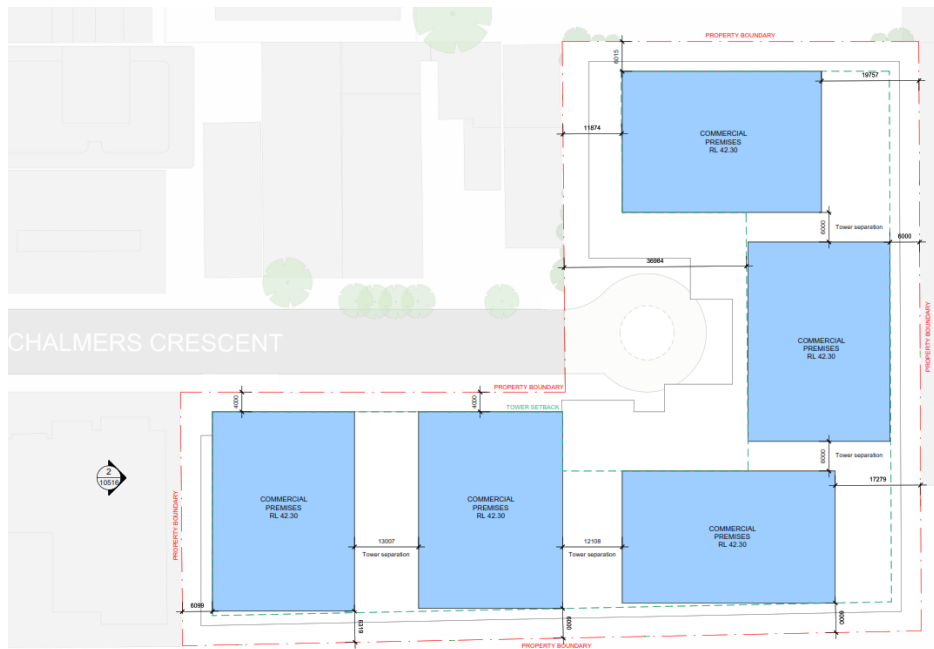 PROPERTY BOUNDARY
6015
19757
11874
COMMERCIAL
PREMISES
RL 42.30
6000
Tower separation
6000
36984
CHALMERS CRESCENT
COMMERCIAL
PREMISES
RL 42.30
PROPERTY BOUNDARY
PROPERTY BOUNDARY
4000
4000
TOWER SETBACK
6000
Tower separation
2
10516
17279
PROPERTY BOUNDARY
COMMERCIAL
PREMISES
RL 42.30
COMMERCIAL
PREMISES
RL 42.30
COMMERCIAL
PREMISES
RL 42.30
13007
Tower separation
12108
Tower separation
6099
6319
6000
6000
PROPERTY BOUNDARY